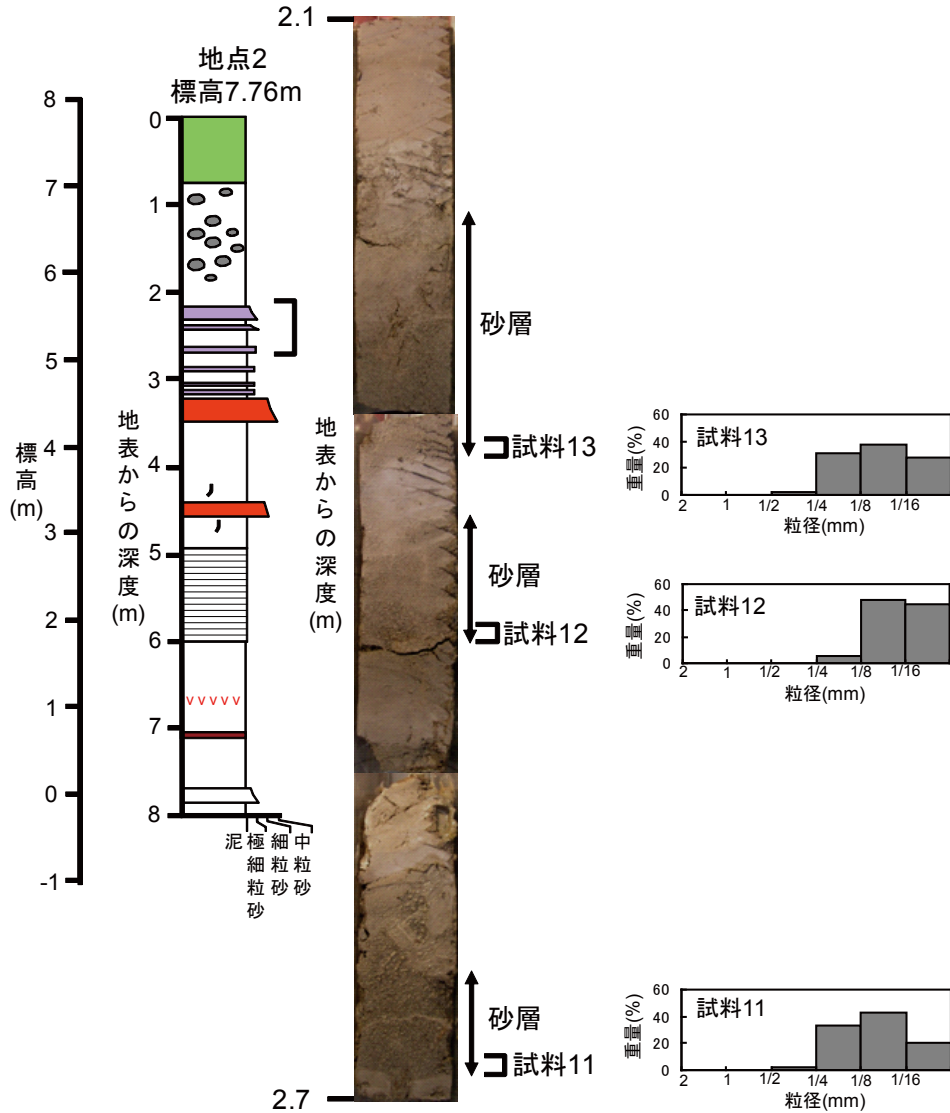 地点2
標高7.76m
標高
(m)
8
7
6
5
4
3
2
1
0
-1
地表からの深度
(m)
0
1
2
3
4
5
6
7
8
v v v v v
泥
極細粒砂
細粒砂
中粒砂
地表からの深度
(m)
2.1
2.7
砂層
試料13
砂層
試料12
砂層
試料11
試料13
重量(%)
60
40
20
0
2 1 1/2 1/4 1/8 1/16
粒径(mm)
試料12
重量(%)
60
40
20
0
2 1 1/2 1/4 1/8 1/16
粒径(mm)
試料11
重量(%)
60
40
20
0
2 1 1/2 1/4 1/8 1/16
粒径(mm)